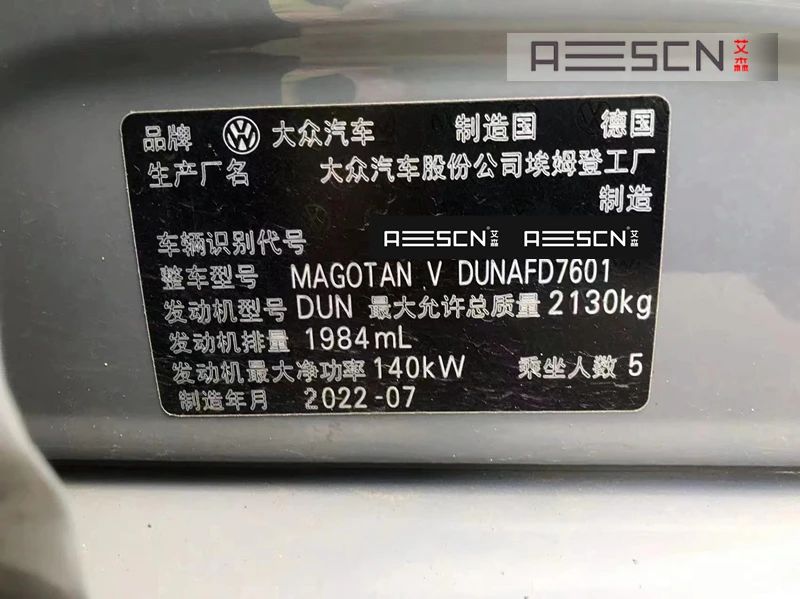 AESCN 艾森
品牌 大众汽车 制造国 德国
生产厂名 大众汽车股份公司埃姆登工厂
制造
车辆识别代号 AESCN 艾森 AESCN 艾森
整车型号 MAGOTAN V DUNAFD7601
发动机型号 DUN 最大允许总质量 2130kg
发动机排量 1984mL
发动机最大净功率 140kW 乘坐人数 5
制造年月 2022-07